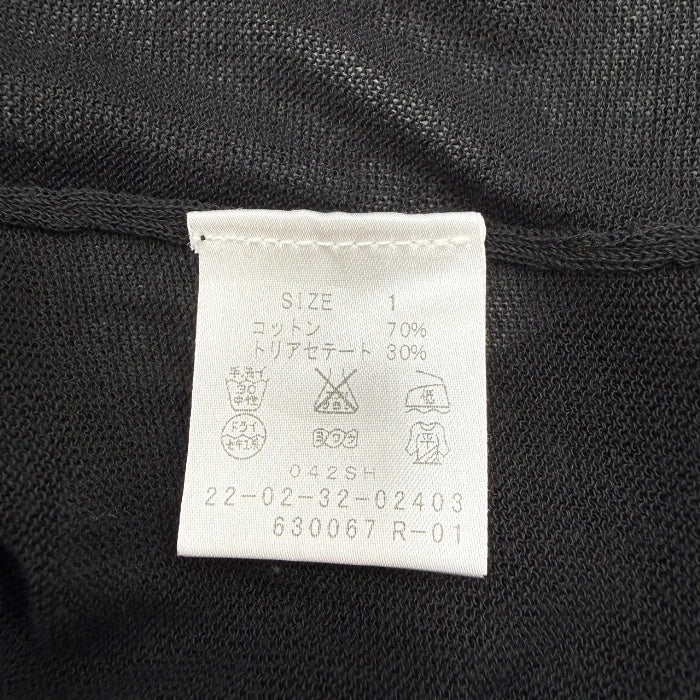 SIZE 1
コットン 70%
トリアセテート 30%
手洗イ
30
中性
低
ドライ
セキユ系
ヨワク
平
042SH
22-02-32-02403
630067 R-01